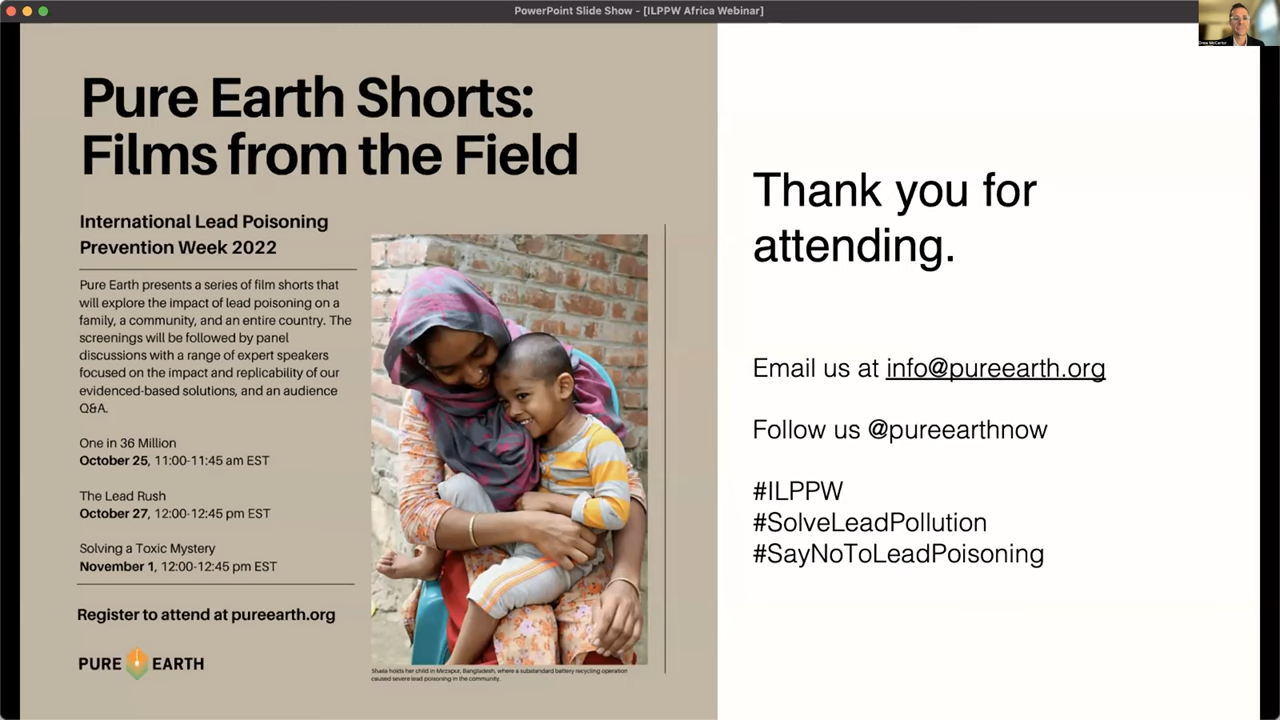 PowerPoint Slide Show - [ILPPW Africa Webinar]
Pure Earth Shorts:
Films from the Field
International Lead Poisoning
Prevention Week 2022
Pure Earth presents a series of film shorts that
will explore the impact of lead poisoning on a
family, a community, and an entire country. The
screenings will be followed by panel
discussions with a range of expert speakers
focused on the impact and replicability of our
evidenced-based solutions, and an audience
Q&A.
One in 36 Million
October 25, 11:00-11:45 am EST
The Lead Rush
October 27, 12:00-12:45 pm EST
Solving a Toxic Mystery
November 1, 12:00-12:45 pm EST
Register to attend at pureearth.org
PURE EARTH
holds her child in Mirzapur, Bangladesh, where a substandard battery recycling operation
caused severe lead poisoning in the community.
Thank you for
attending.
Email us at info@pureearth.org
Follow us @pureearthnow
#ILPPW
#SolveLeadPollution
#SayNoToLeadPoisoning